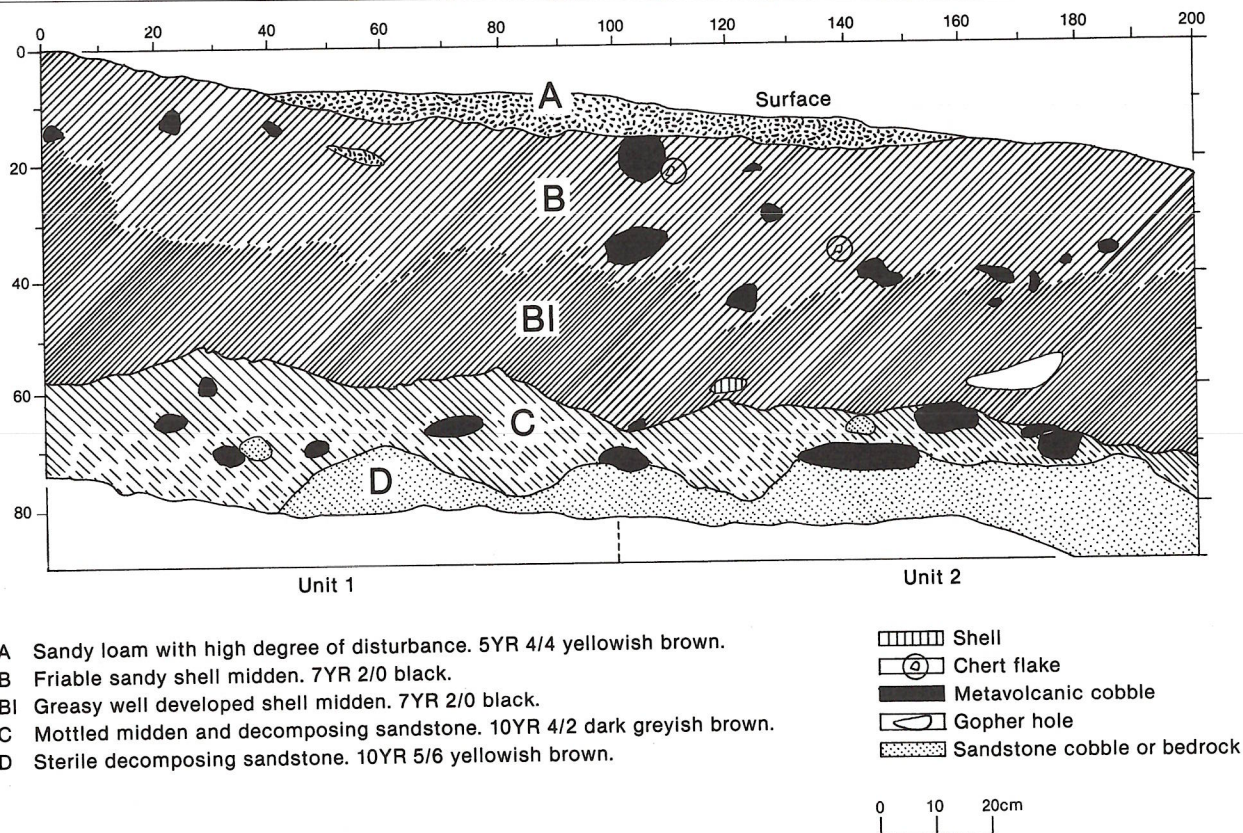 0 20 40 60 80 100 120 140 160 180 200
0
A
Surface
20
B
40
BI
60
C
D
80
Unit 1 Unit 2
A Sandy loam with high degree of disturbance. 5YR 4/4 yellowish brown.
B Friable sandy shell midden. 7YR 2/0 black.
BI Greasy well developed shell midden. 7YR 2/0 black.
C Mottled midden and decomposing sandstone. 10YR 4/2 dark greyish brown.
D Sterile decomposing sandstone. 10YR 5/6 yellowish brown.
Shell
Chert flake
Metavolcanic cobble
Gopher hole
Sandstone cobble or bedrock
0 10 20cm